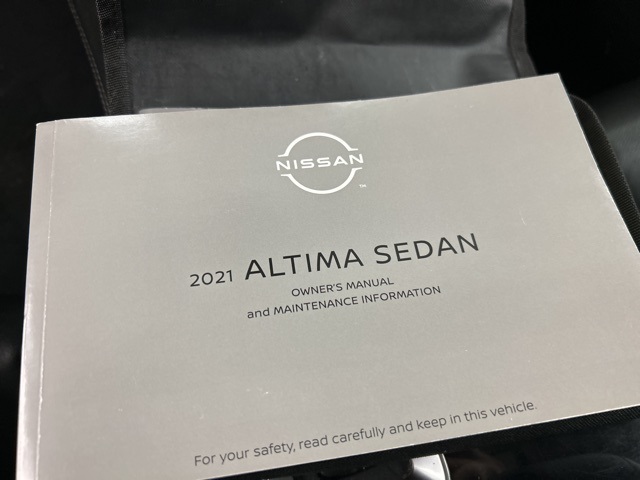 NISSAN
TM
2021 ALTIMA SEDAN
OWNER'S MANUAL
and MAINTENANCE INFORMATION
For your safety, read carefully and keep in this vehicle.